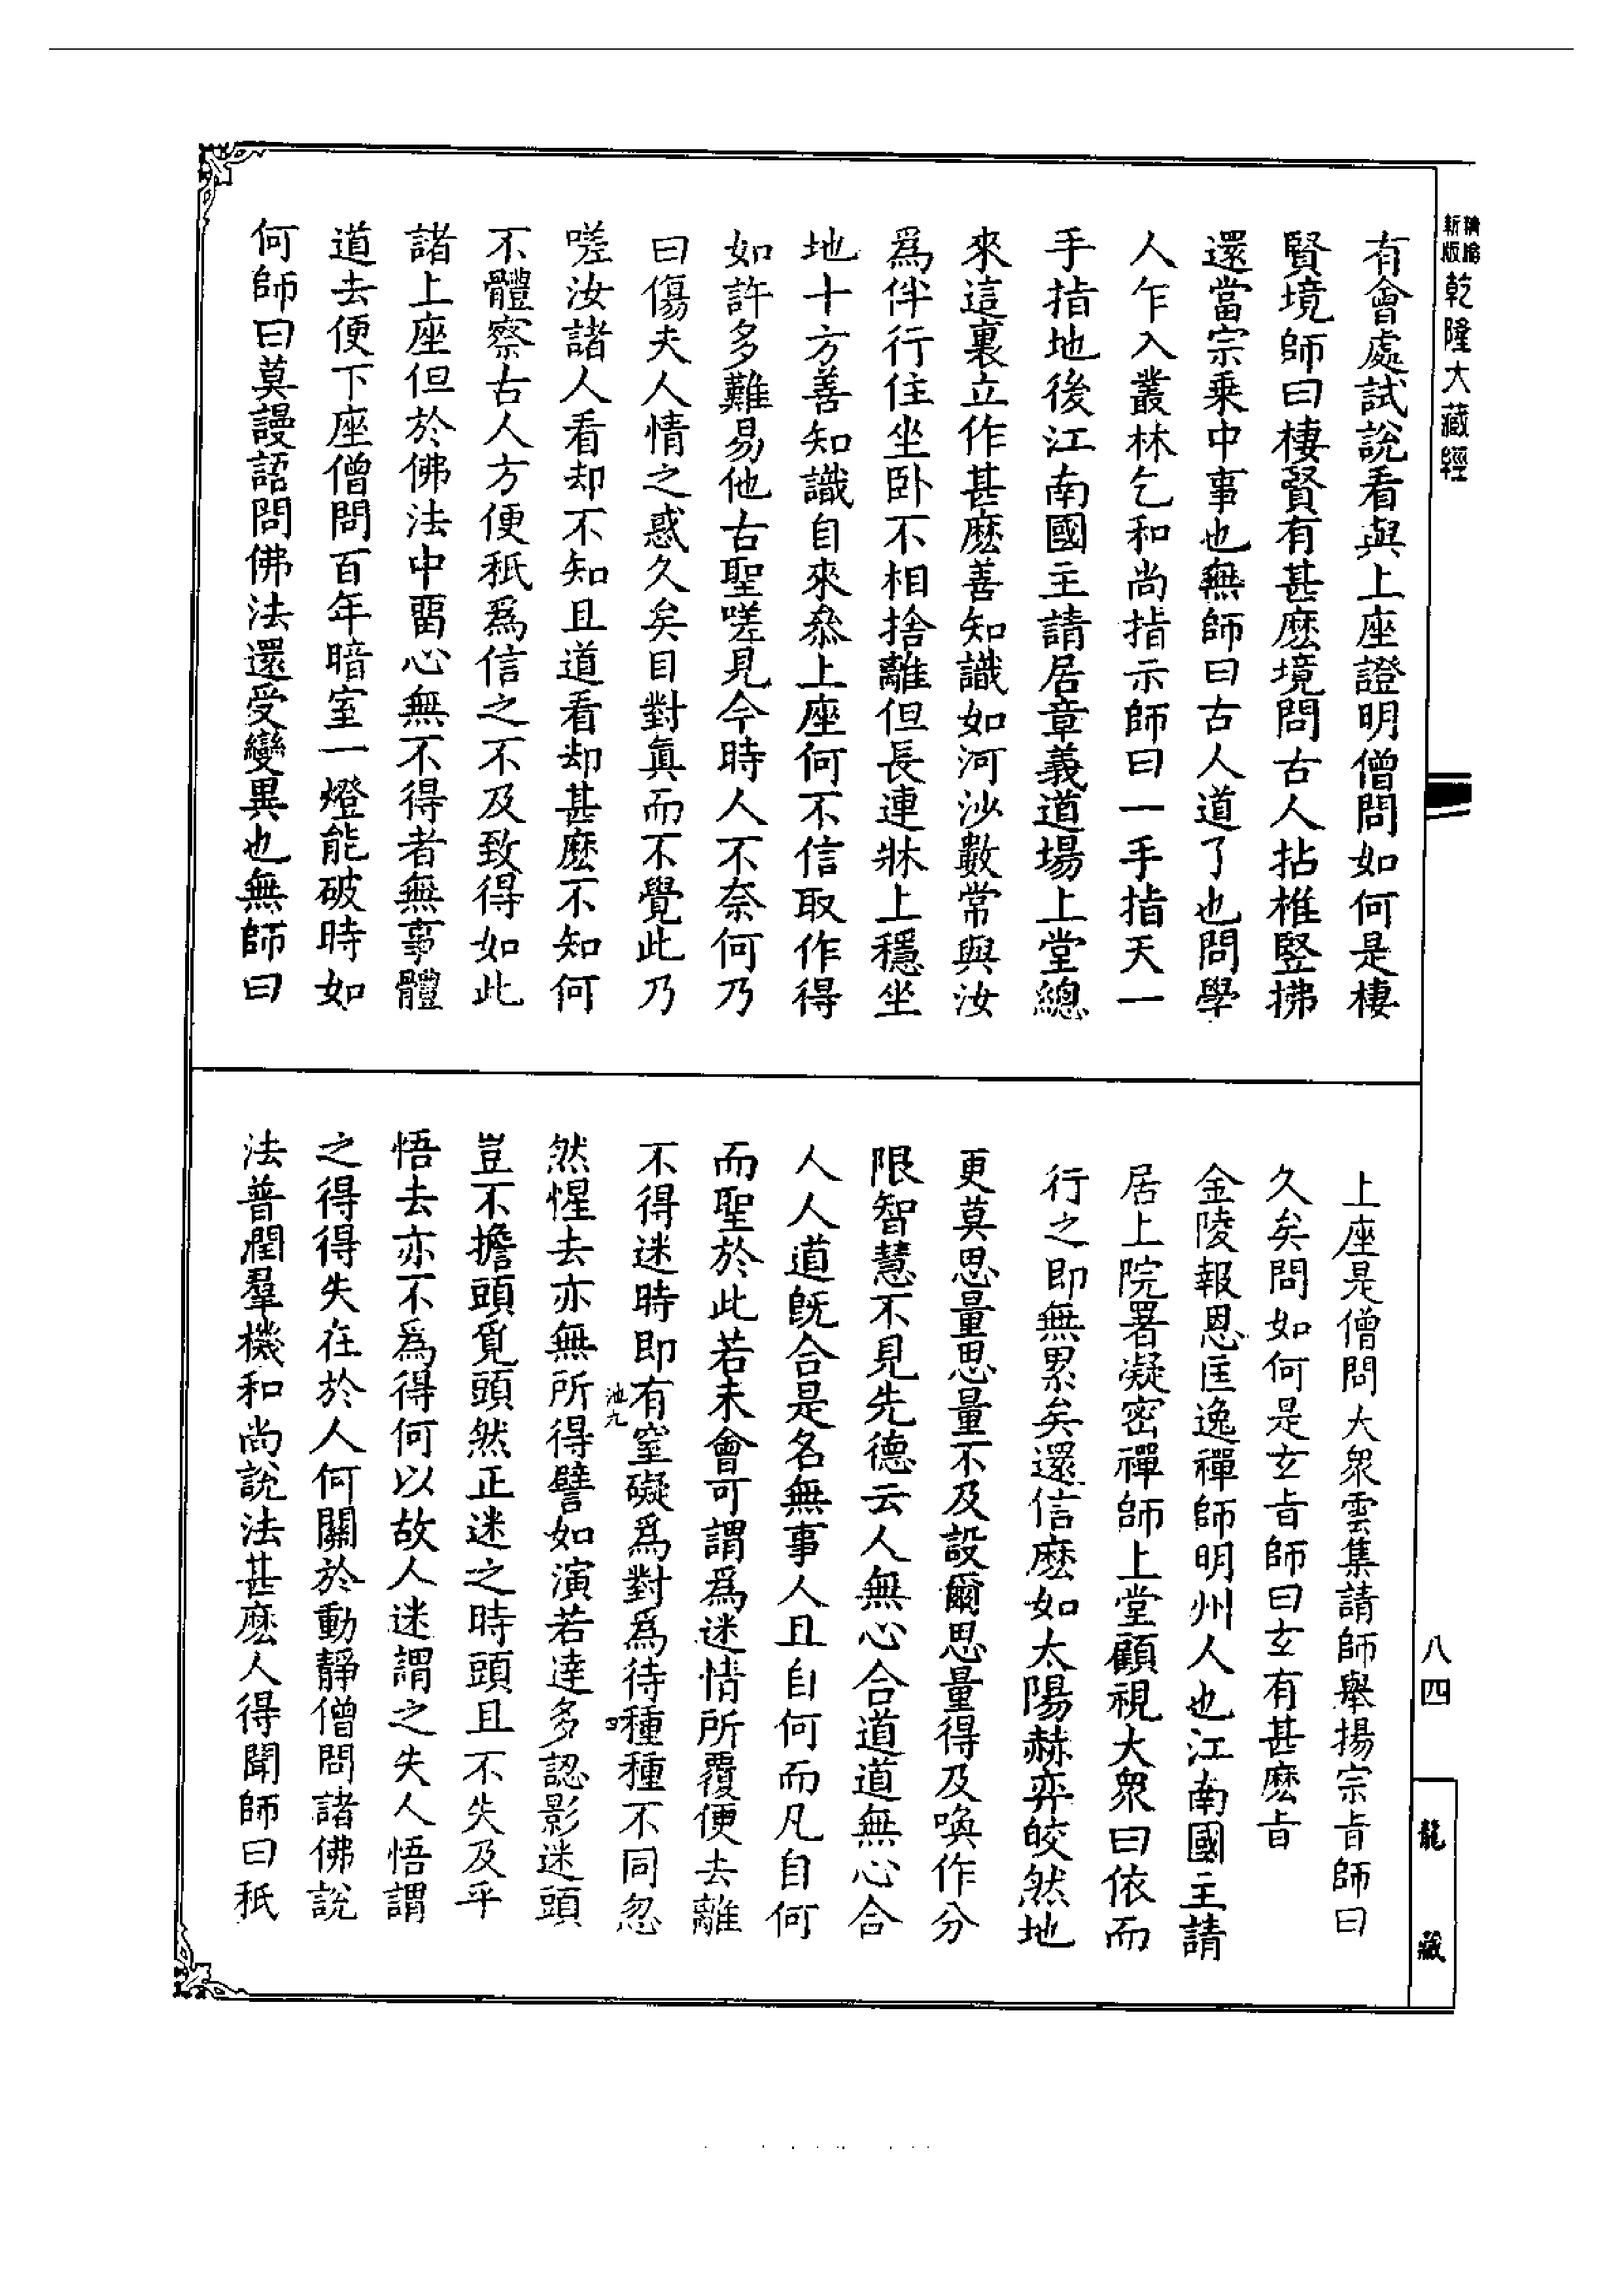 新版
乾隆大藏經
有會處試說看與上座證明僧問如何是棲
賢境師曰棲賢有甚麽境問古人拈椎竪拂
還當宗乗中事也無師曰古人道了也問學
人乍入叢林乞和尚指示師曰一手指天一
手指地後江南國主請居章義道場上堂總
來這裏立作甚麽善知識如河沙數常與汝
爲伴行住坐卧不相捨離但長連牀上穩坐
地十方善知識自來叅上座何不信取作得
如許多難易他古聖嗟見今時人不奈何乃
曰傷夫人情之惑久矣目對眞而不覺此乃
嗟汝諸人看却不知且道看却甚麽不知何
不體察古人方便秖爲信之不及致得如此
諸上座但於佛法中畱心無不得者無事體
道去便下座僧問百年暗室一燈能破時如
何師曰莫謾語問佛法還受變異也無師曰
上座是僧問大衆雲集請師舉揚宗旨師曰
久矣問如何是玄旨師曰玄有甚麽旨
金陵報恩匡逸禪師明州人也江南國主請
居上院署凝密禪師上堂顧視大衆曰依而
行之即無累矣還信麽如太陽赫弈皎然地
更莫思量思量不及設爾思量得及喚作分
限智慧不見先德云人無心合道道無心合
人人道旣合是名無事人且自何而凡自何
而聖於此若未會可謂爲迷情所覆便去離
不得迷時即有窒礙爲對爲待種種不同忽
池九
四
然惺去亦無所得譬如演若達多認影迷頭
豈不擔頭覓頭然正迷之時頭且不失及乎
悟去亦不爲得何以故人迷謂之失人悟謂
之得得失在於人何關於動靜僧問諸佛說
法普潤羣機和尚說法甚麽人得聞師曰秖
八四
龍藏